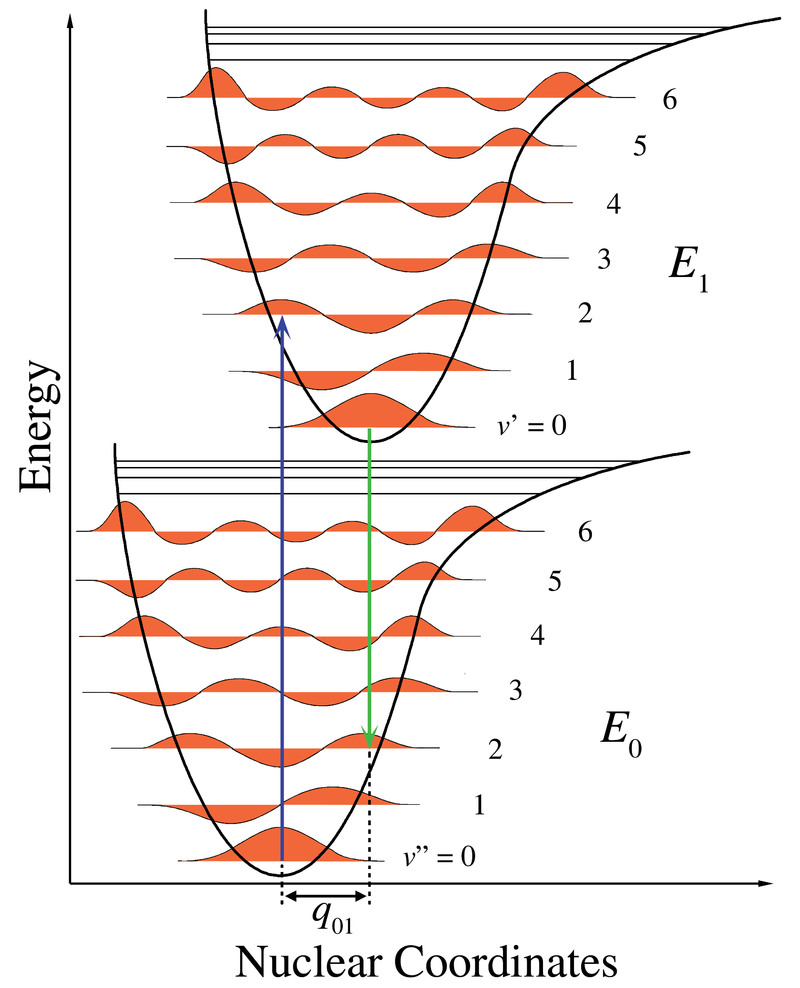 6
5
4
3
E₁
2
1
v' = 0
Energy
6
5
4
3
E₀
2
1
v'' = 0
q₀₁
Nuclear Coordinates